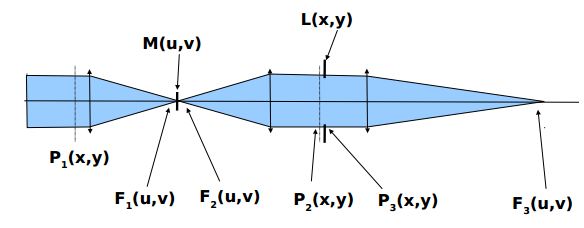 L(x,y)
M(u,v)
P₁(x,y)
F₁(u,v)
F₂(u,v)
P₂(x,y)
P₃(x,y)
F₃(u,v)